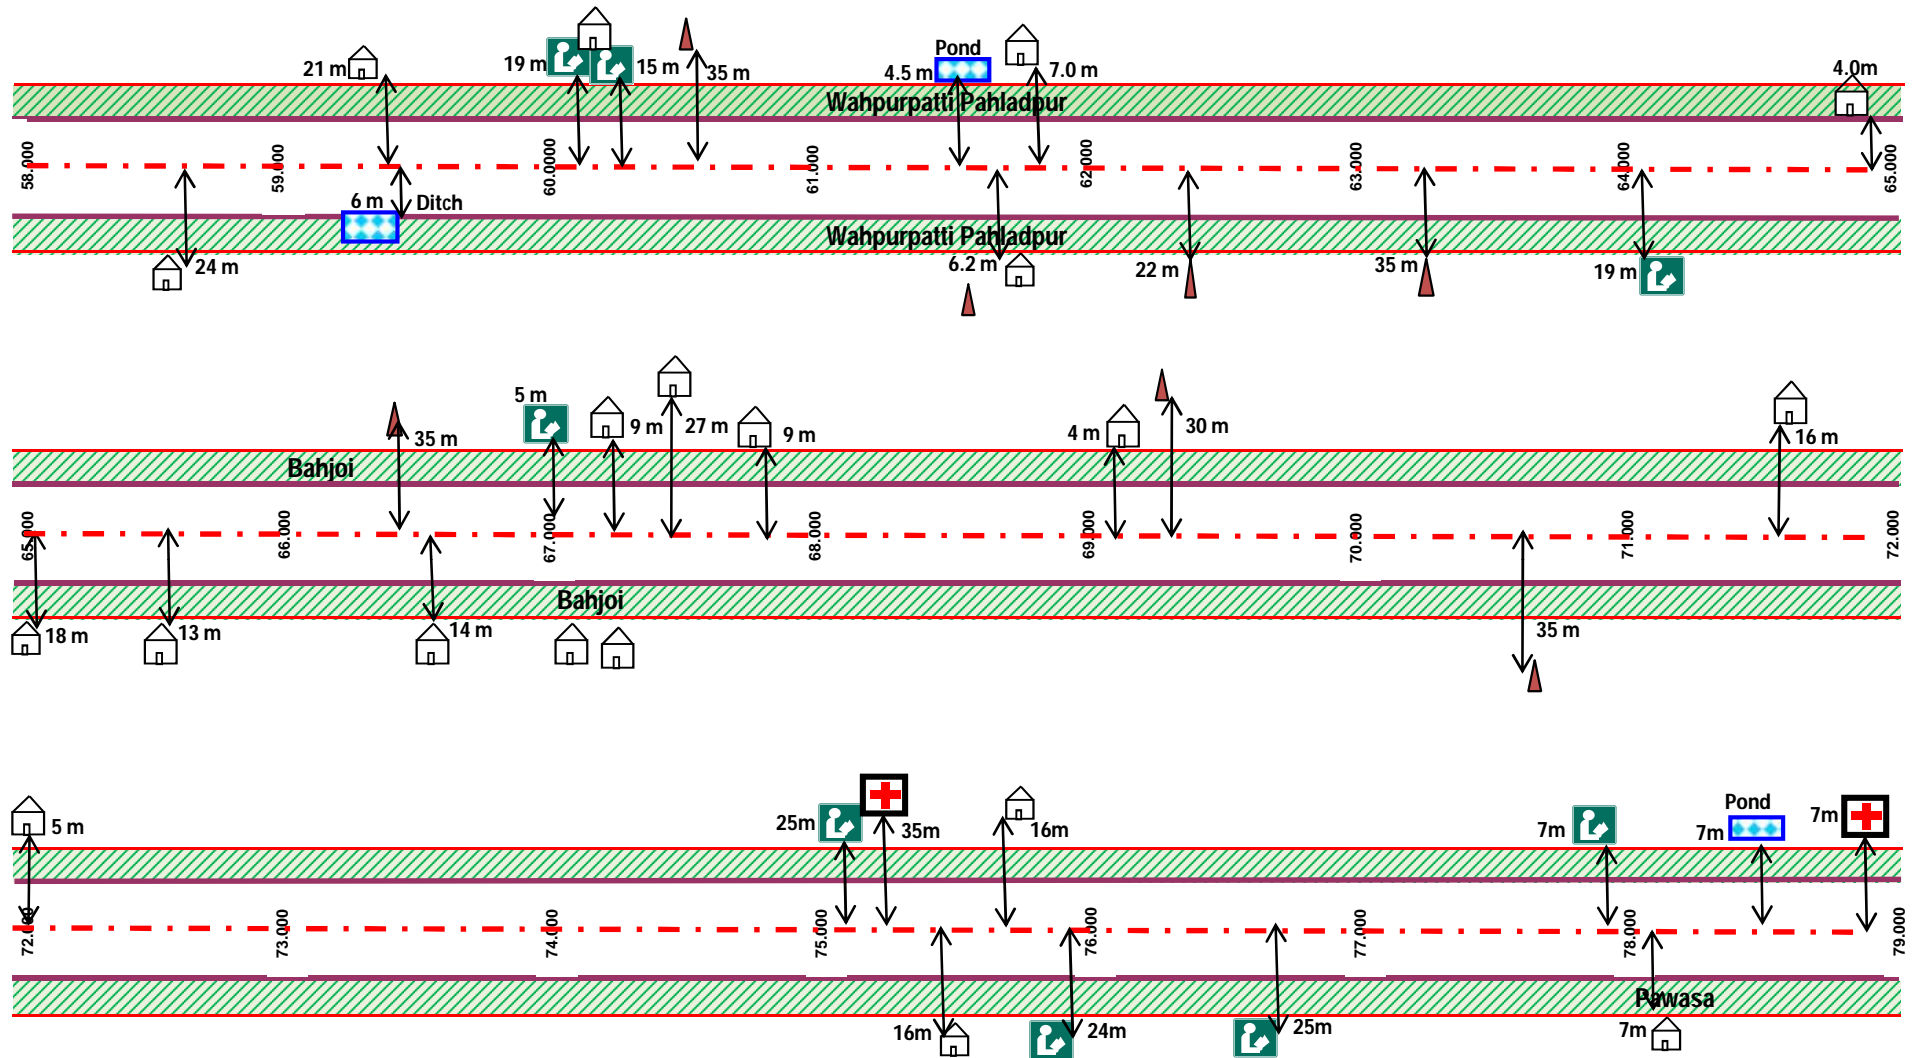 21 m
19 m
15 m
35 m
Pond
4.5 m
7.0 m
4.0m
Wahpurpatti Pahladpur
58.000
59.000
60.0000
61.000
62.000
63.000
64.000
65.000
6 m
Ditch
Wahpurpatti Pahladpur
24 m
6.2 m
22 m
35 m
19 m
35 m
5 m
9 m
27 m
9 m
4 m
30 m
16 m
Bahjoi
65.000
66.000
67.000
68.000
69.000
70.000
71.000
72.000
Bahjoi
18 m
13 m
14 m
35 m
5 m
25m
35m
16m
7m
Pond
7m
7m
72.000
73.000
74.000
75.000
76.000
77.000
78.000
79.000
Pawasa
16m
24m
25m
7m